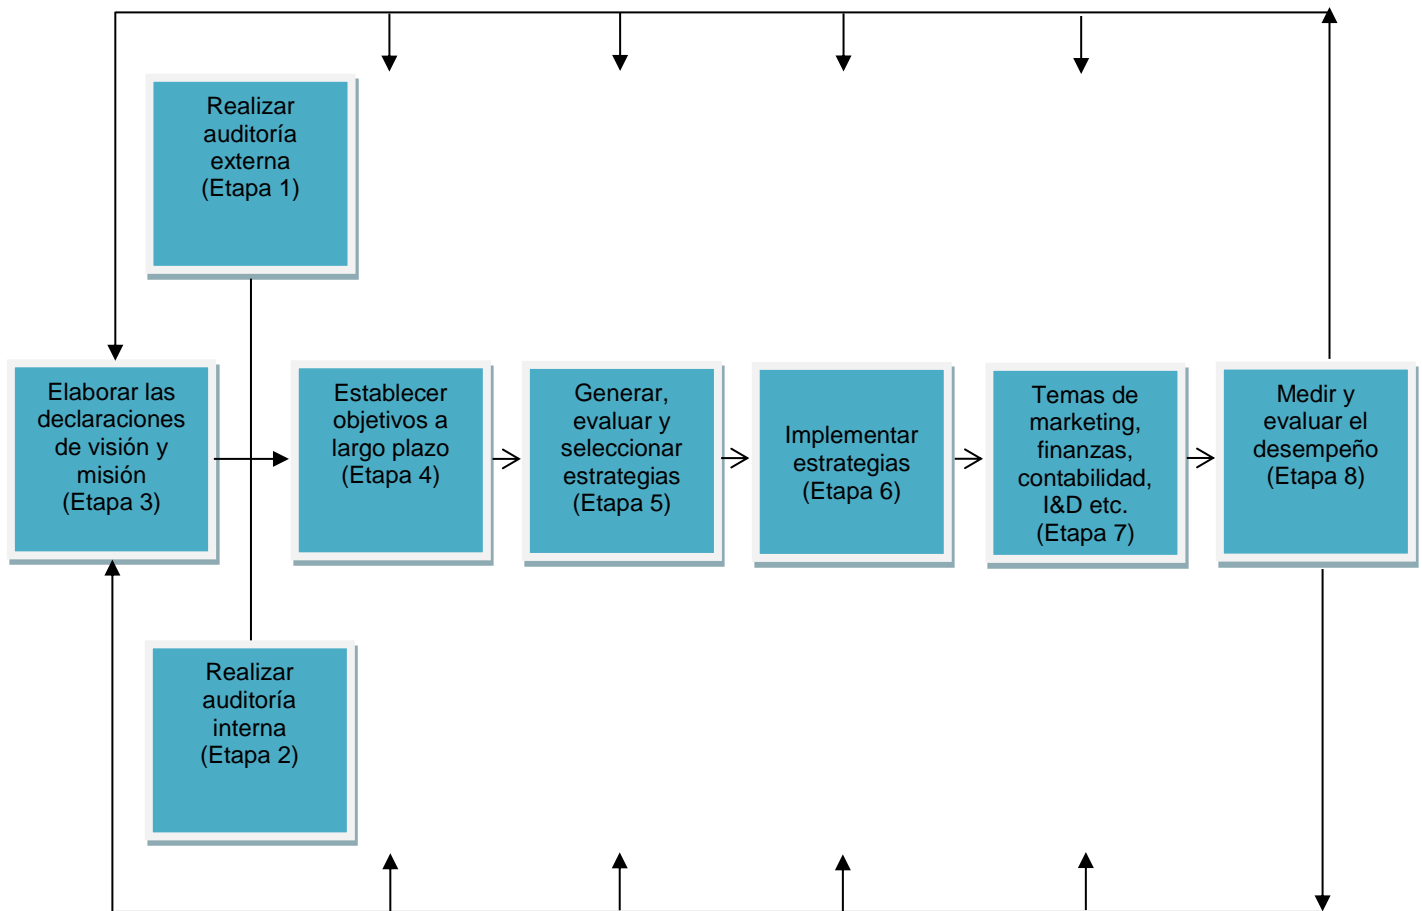 Realizar
auditoría
externa
(Etapa 1)
Elaborar las
declaraciones
de visión y
misión
(Etapa 3)
Establecer
objetivos a
largo plazo
(Etapa 4)
Generar,
evaluar y
seleccionar
estrategias
(Etapa 5)
Implementar
estrategias
(Etapa 6)
Temas de
marketing,
finanzas,
contabilidad,
I&D etc.
(Etapa 7)
Medir y
evaluar el
desempeño
(Etapa 8)
Realizar
auditoría
interna
(Etapa 2)